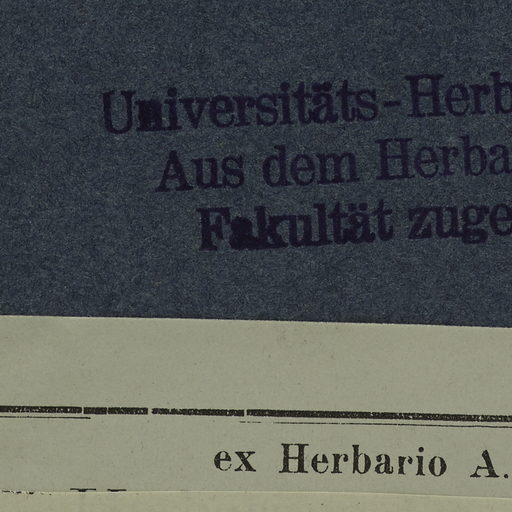 Universitäts-Herb
Aus dem Herba
Fakultät zuge
ex Herbario A.